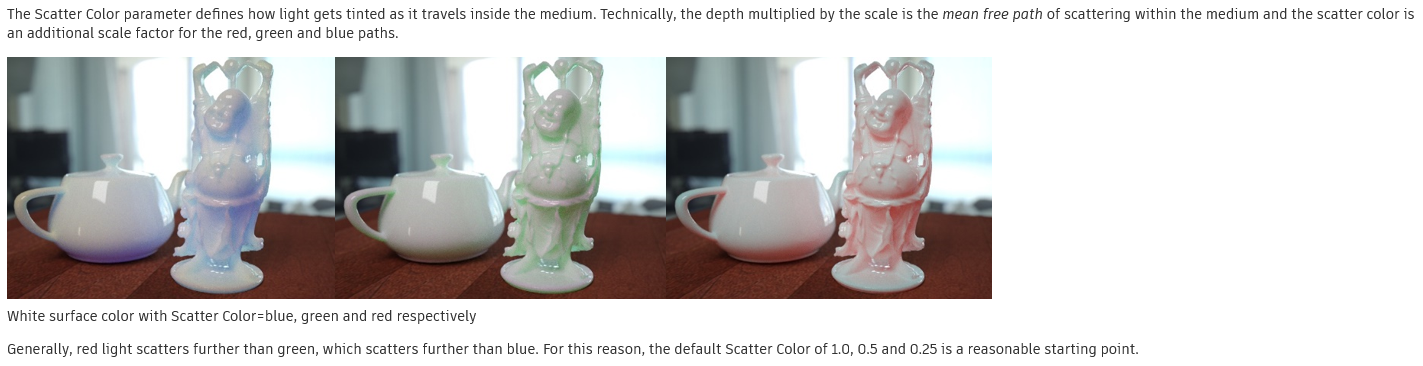 The Scatter Color parameter defines how light gets tinted as it travels inside the medium. Technically, the depth multiplied by the scale is the mean free path of scattering within the medium and the scatter color is
an additional scale factor for the red, green and blue paths.
White surface color with Scatter Color=blue, green and red respectively
Generally, red light scatters further than green, which scatters further than blue. For this reason, the default Scatter Color of 1.0, 0.5 and 0.25 is a reasonable starting point.